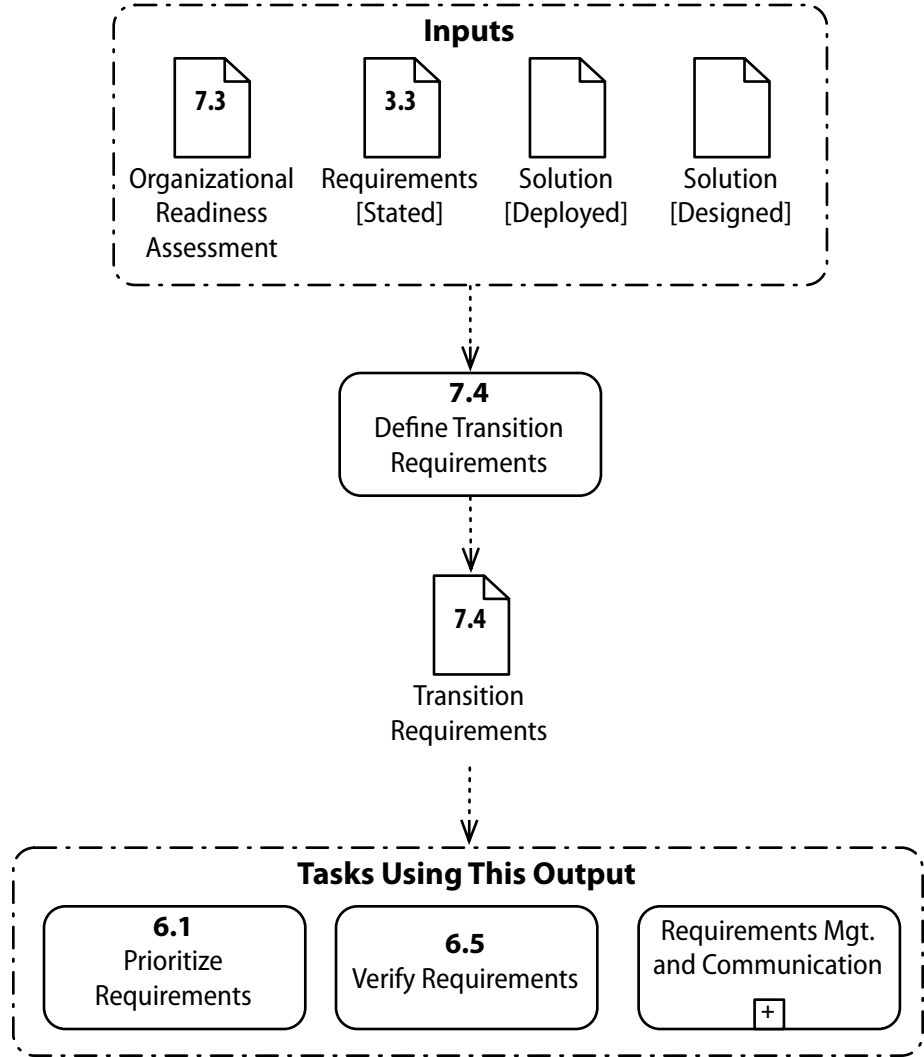 Inputs
7.3
3.3
Organizational
Readiness
Assessment
Requirements
[Stated]
Solution
[Deployed]
Solution
[Designed]
7.4
Define Transition
Requirements
7.4
Transition
Requirements
Tasks Using This Output
6.1
Prioritize
Requirements
6.5
Verify Requirements
Requirements Mgt.
and Communication
+